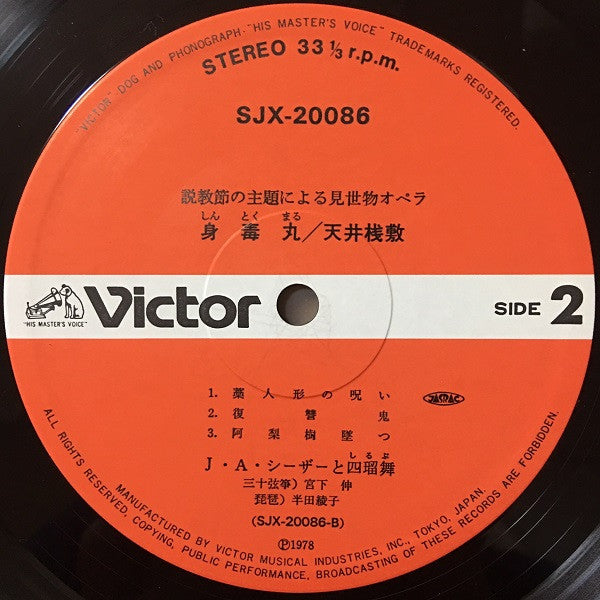 "VICTOR" DOG AND PHONOGRAPH·"HIS MASTER'S VOICE" TRADEMARKS REGISTERED.
STEREO 33 1/3 r.p.m.
SJX-20086
説教節の主題による見世物オペラ
しん とく まる
身毒丸／天井桟敷
"HIS MASTER'S VOICE"
Victor
SIDE 2
1. 藁人形の呪い
2. 復讐鬼
3. 阿梨樹墜つ
JASRAC
しるぶ
J・A・シーザーと四瑠舞
三十弦箏）宮下 伸
琵琶）半田綾子
(SJX-20086-B)
℗1978
MANUFACTURED BY VICTOR MUSICAL INDUSTRIES, INC., TOKYO, JAPAN.
ALL RIGHTS RESERVED, COPYING, PUBLIC PERFORMANCE, BROADCASTING OF THESE RECORDS ARE FORBIDDEN.